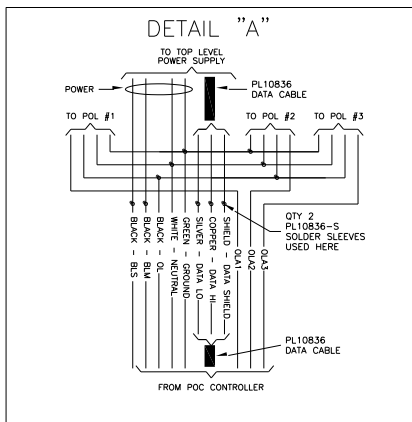 DETAIL "A"
TO TOP LEVEL
POWER SUPPLY
POWER
PL10836
DATA CABLE
TO POL #1
TO POL #2
TO POL #3
BLACK - BLS
BLACK - BLM
BLACK - OL
WHITE - NEUTRAL
GREEN - GROUND
SILVER - DATA LO
COPPER - DATA HI
SHIELD - DATA SHIELD
OLA1
OLA2
OLA3
QTY 2
PL10836-S
SOLDER SLEEVES
USED HERE
PL10836
DATA CABLE
FROM POC CONTROLLER